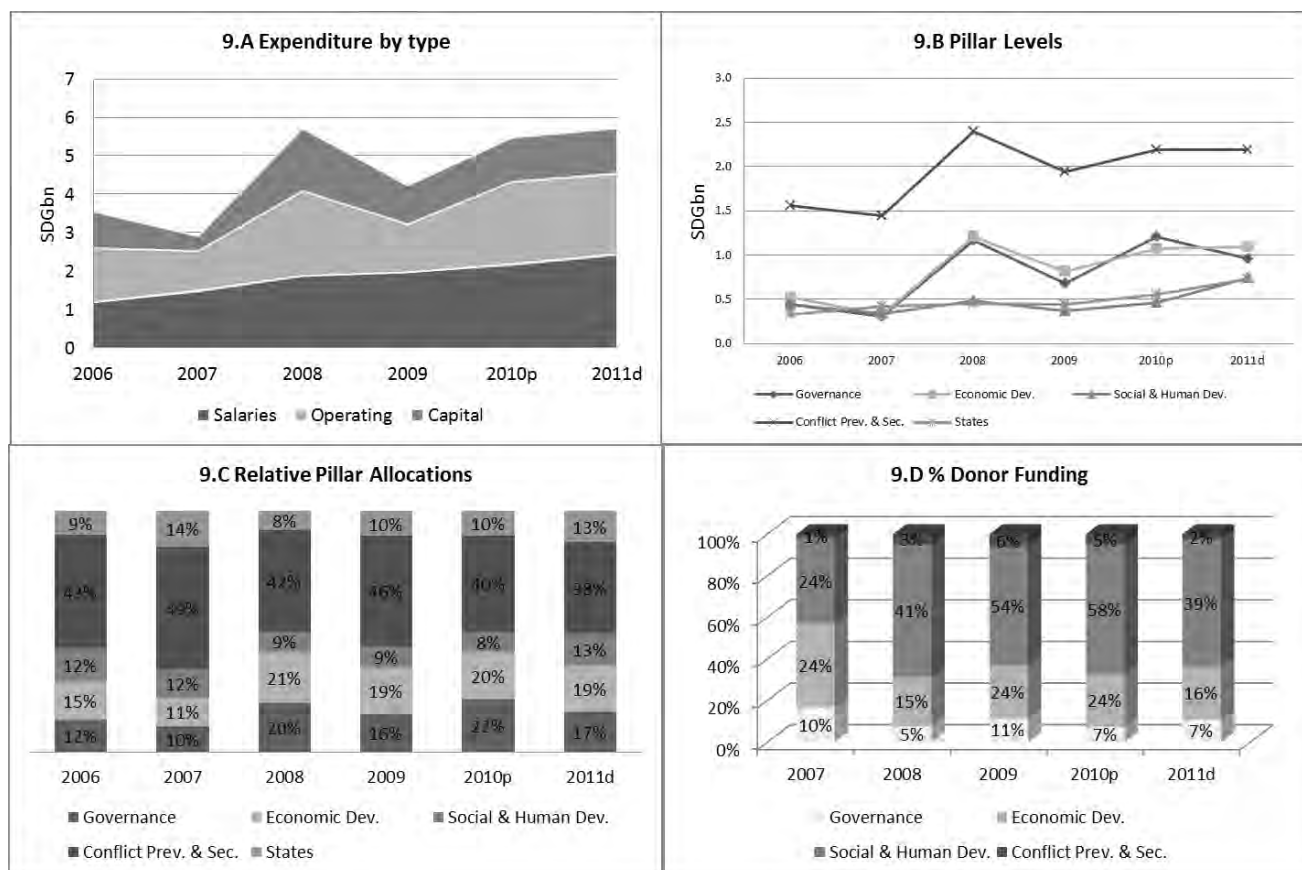 9.A Expenditure by type
7
6
5
4
3
2
1
0
SDGbn
2006 2007 2008 2009 2010p 2011d
Salaries Operating Capital
9.B Pillar Levels
3.0
2.5
2.0
1.5
1.0
0.5
0.0
SDGbn
2006 2007 2008 2009 2010p 2011d
Governance Economic Dev. Social & Human Dev.
Conflict Prev. & Sec. States
9.C Relative Pillar Allocations
9% 14% 8% 10% 10% 13%
43% 49% 42% 46% 40% 38%
12% 12% 9% 9% 8% 13%
15% 11% 21% 19% 20% 19%
12% 10% 20% 16% 22% 17%
2006 2007 2008 2009 2010p 2011d
Governance Economic Dev. Social & Human Dev.
Conflict Prev. & Sec. States
9.D % Donor Funding
100%
80%
60%
40%
20%
0%
1% 3% 6% 5% 2%
24% 41% 54% 58% 39%
24% 15% 24% 24% 16%
10% 5% 11% 7% 7%
2007 2008 2009 2010p 2011d
Governance Economic Dev.
Social & Human Dev. Conflict Prev. & Sec.